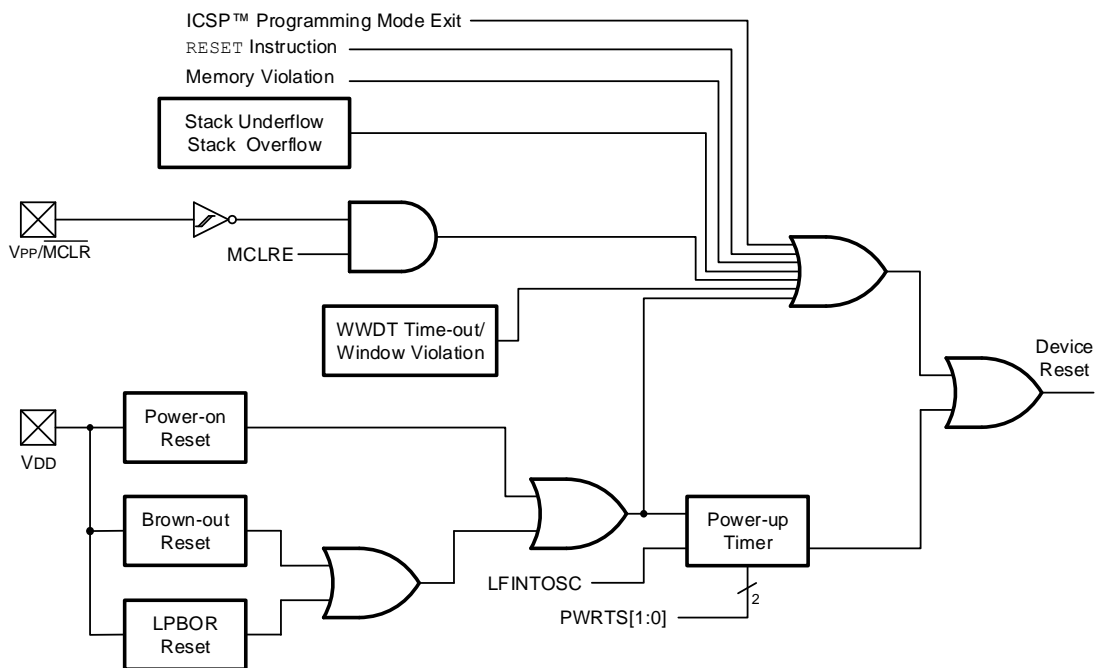 ICSP™ Programming Mode Exit
RESET Instruction
Memory Violation
Stack Underflow
Stack Overflow
VPP/MCLR
MCLRE
WWDT Time-out/
Window Violation
Device
Reset
Power-on
Reset
VDD
Brown-out
Reset
Power-up
Timer
LFINTOSC
2
PWRTS[1:0]
LPBOR
Reset